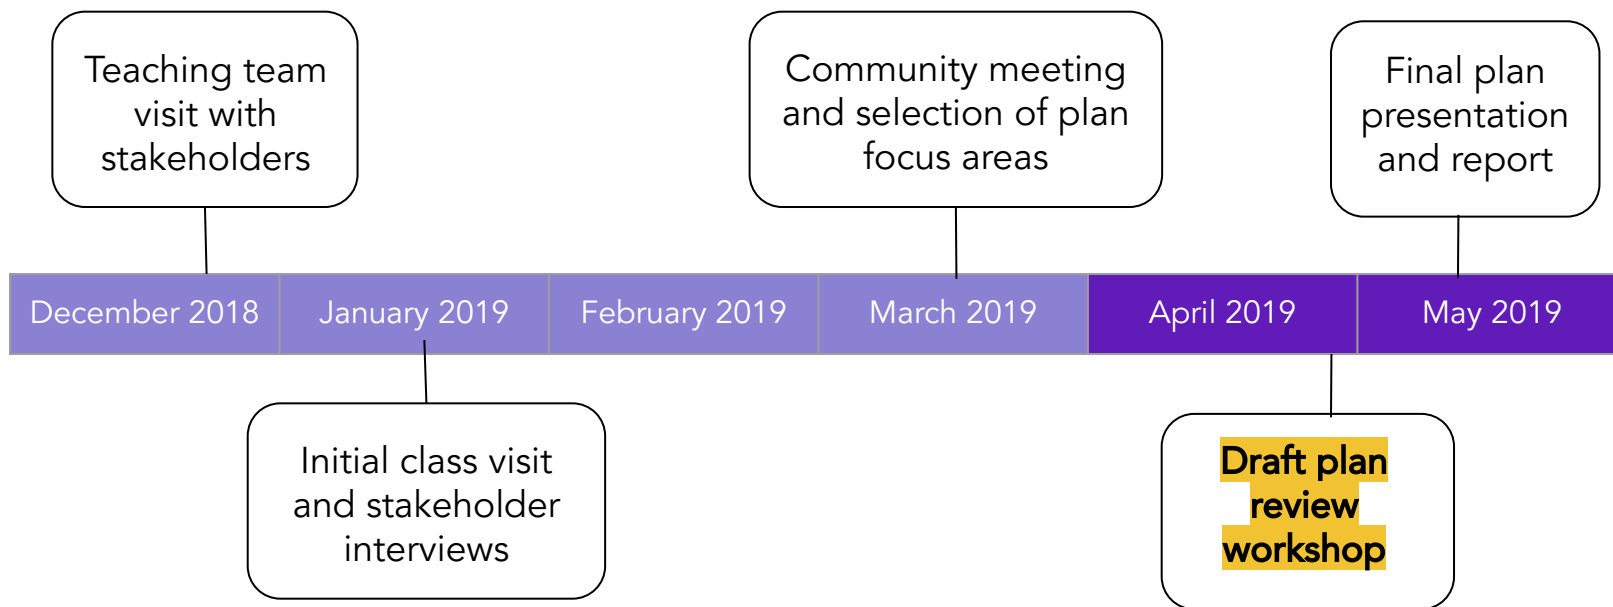 Teaching team
visit with
stakeholders
Community meeting
and selection of plan
focus areas
Final plan
presentation
and report
December 2018
January 2019
February 2019
March 2019
April 2019
May 2019
Initial class visit
and stakeholder
interviews
Draft plan
review
workshop